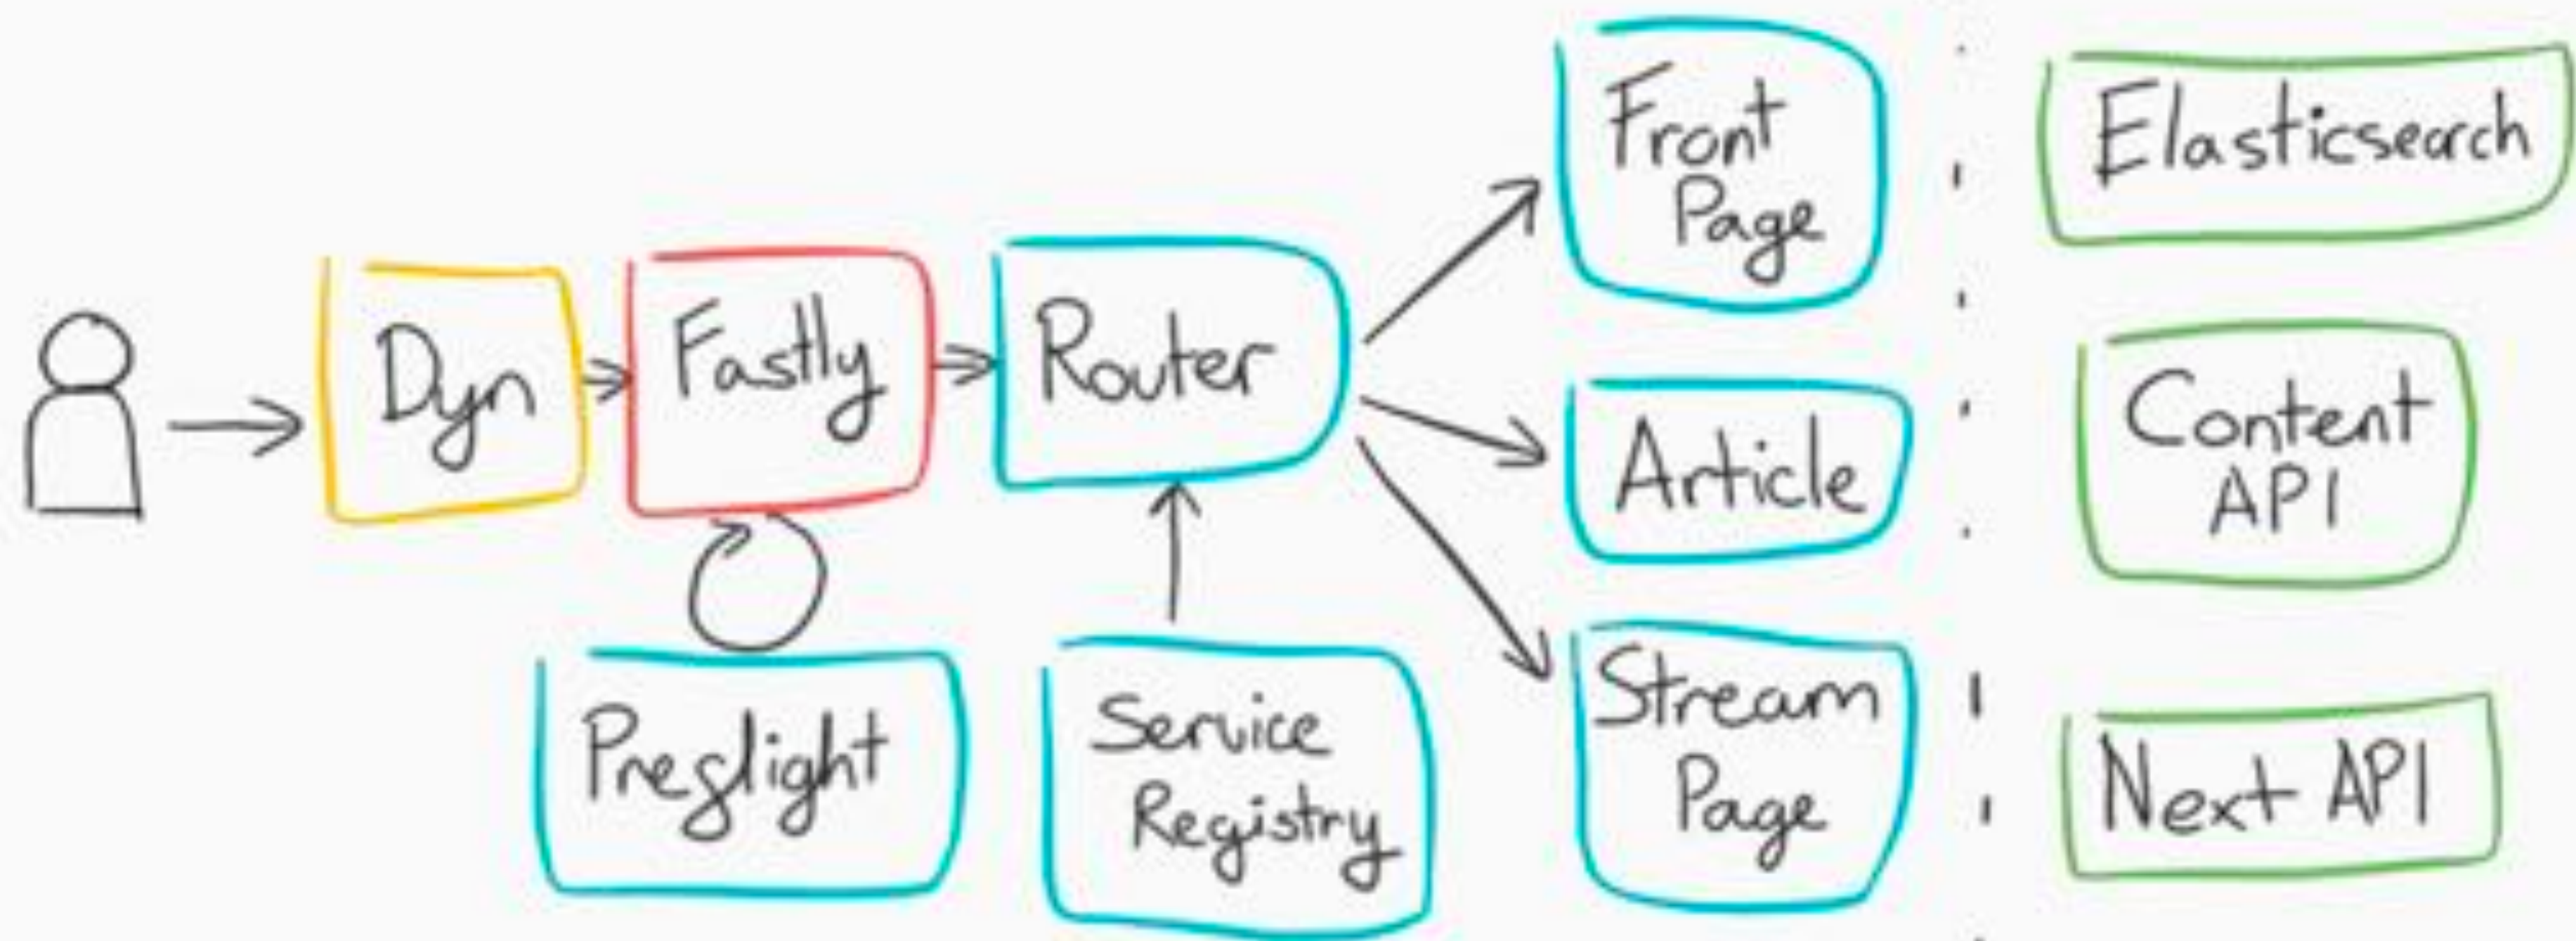 Dyn
Fastly
Router
Preflight
Service
Registry
Front
Page
Article
Stream
Page
Elasticsearch
Content
API
Next API